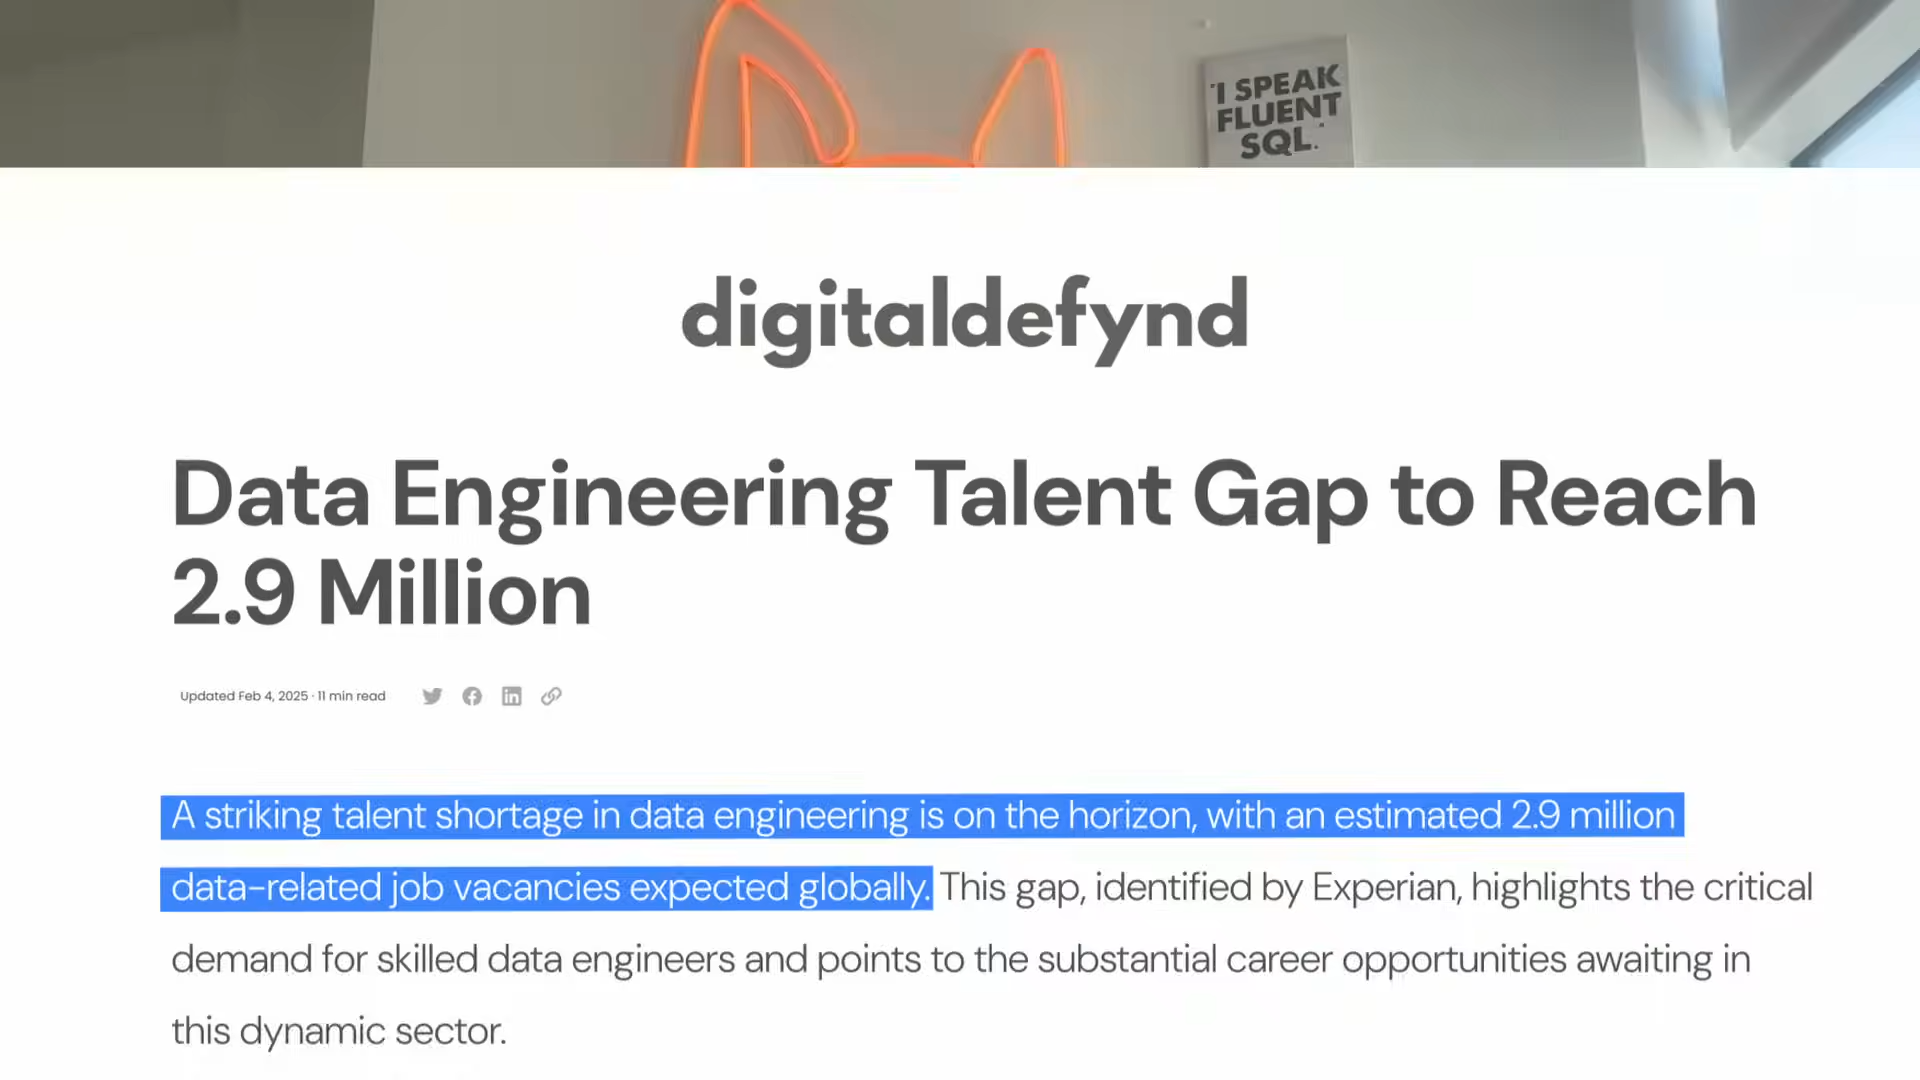 "I SPEAK
FLUENT
SQL."
digitaldefynd
Data Engineering Talent Gap to Reach
2.9 Million
Updated Feb 4, 2025 · 11 min read
A striking talent shortage in data engineering is on the horizon, with an estimated 2.9 million
data-related job vacancies expected globally. This gap, identified by Experian, highlights the critical
demand for skilled data engineers and points to the substantial career opportunities awaiting in
this dynamic sector.